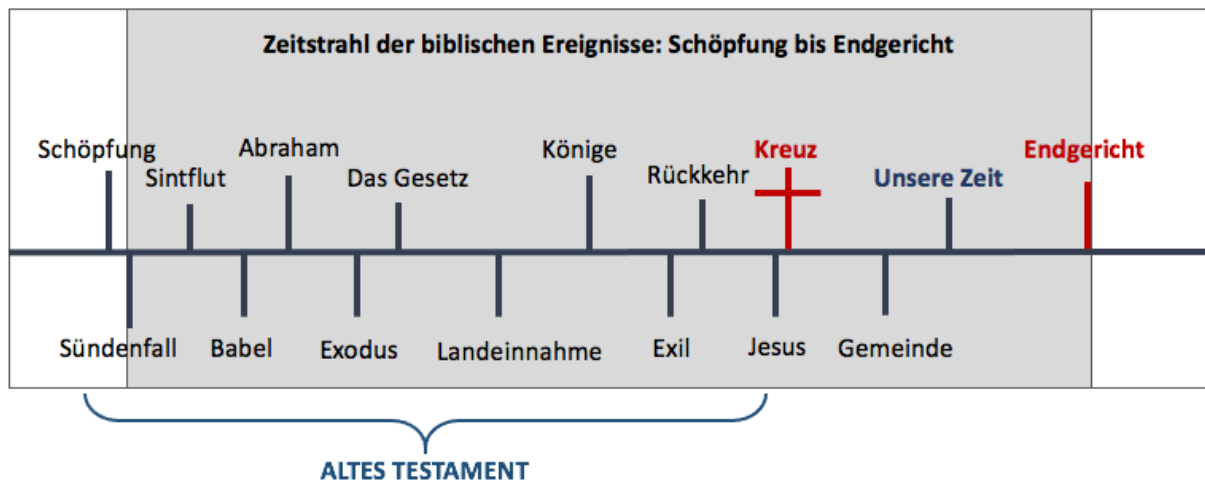 Zeitstrahl der biblischen Ereignisse: Schöpfung bis Endgericht
Schöpfung
Sintflut
Abraham
Das Gesetz
Könige
Rückkehr
Kreuz
Unsere Zeit
Endgericht
Sündenfall
Babel
Exodus
Landeinnahme
Exil
Jesus
Gemeinde
ALTES TESTAMENT